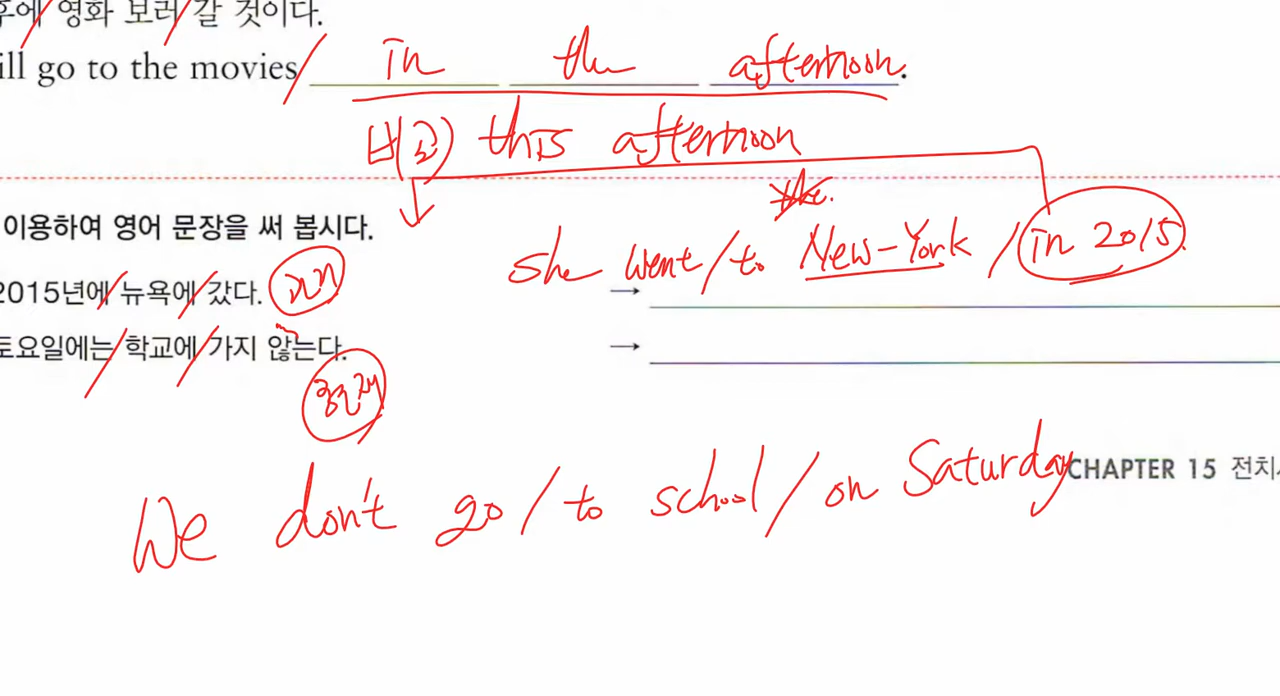 후에/ 영화 보러/ 갈 것이다.
ill go to the movies/ in the afternoon.
비교) this afternoon
이용하여 영어 문장을 써 봅시다.
the.
she went/to New-York / in 2015.
2015년에/ 뉴욕에/ 갔다. 과거 →
토요일에는/ 학교에/ 가지 않는다. →
현재
We don't go/to school/on Saturday
CHAPTER 15 전치